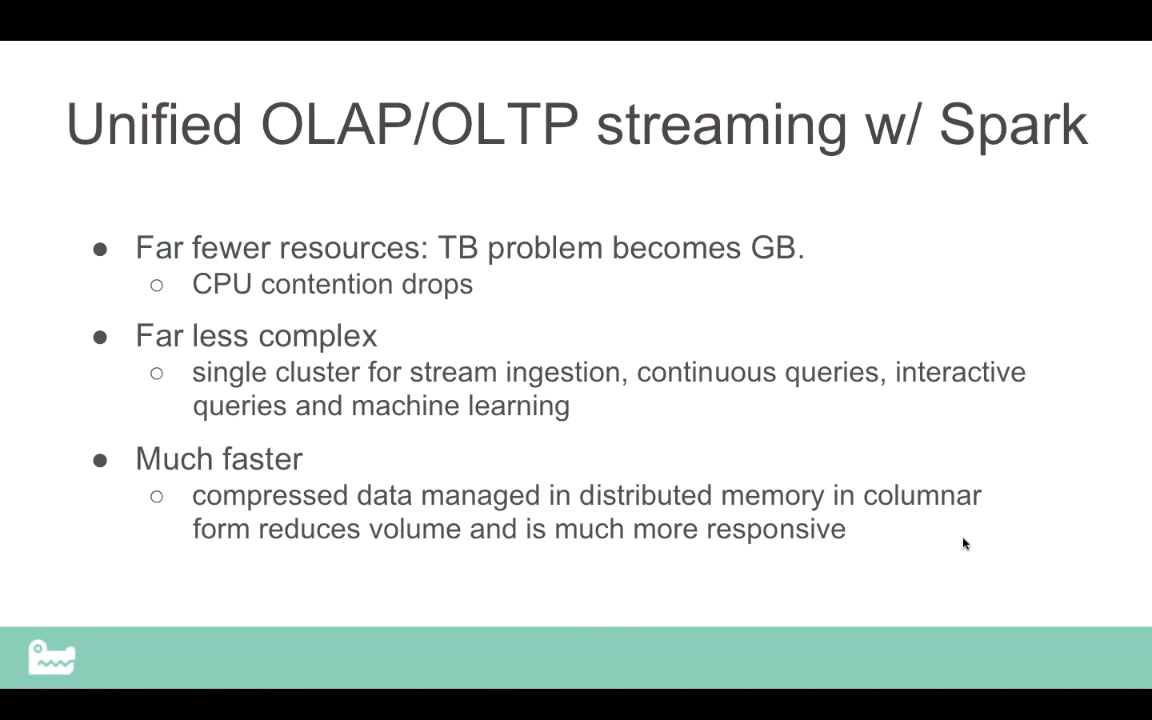 Unified OLAP/OLTP streaming w/ Spark
● Far fewer resources: TB problem becomes GB.
○ CPU contention drops
● Far less complex
○ single cluster for stream ingestion, continuous queries, interactive
queries and machine learning
● Much faster
○ compressed data managed in distributed memory in columnar
form reduces volume and is much more responsive